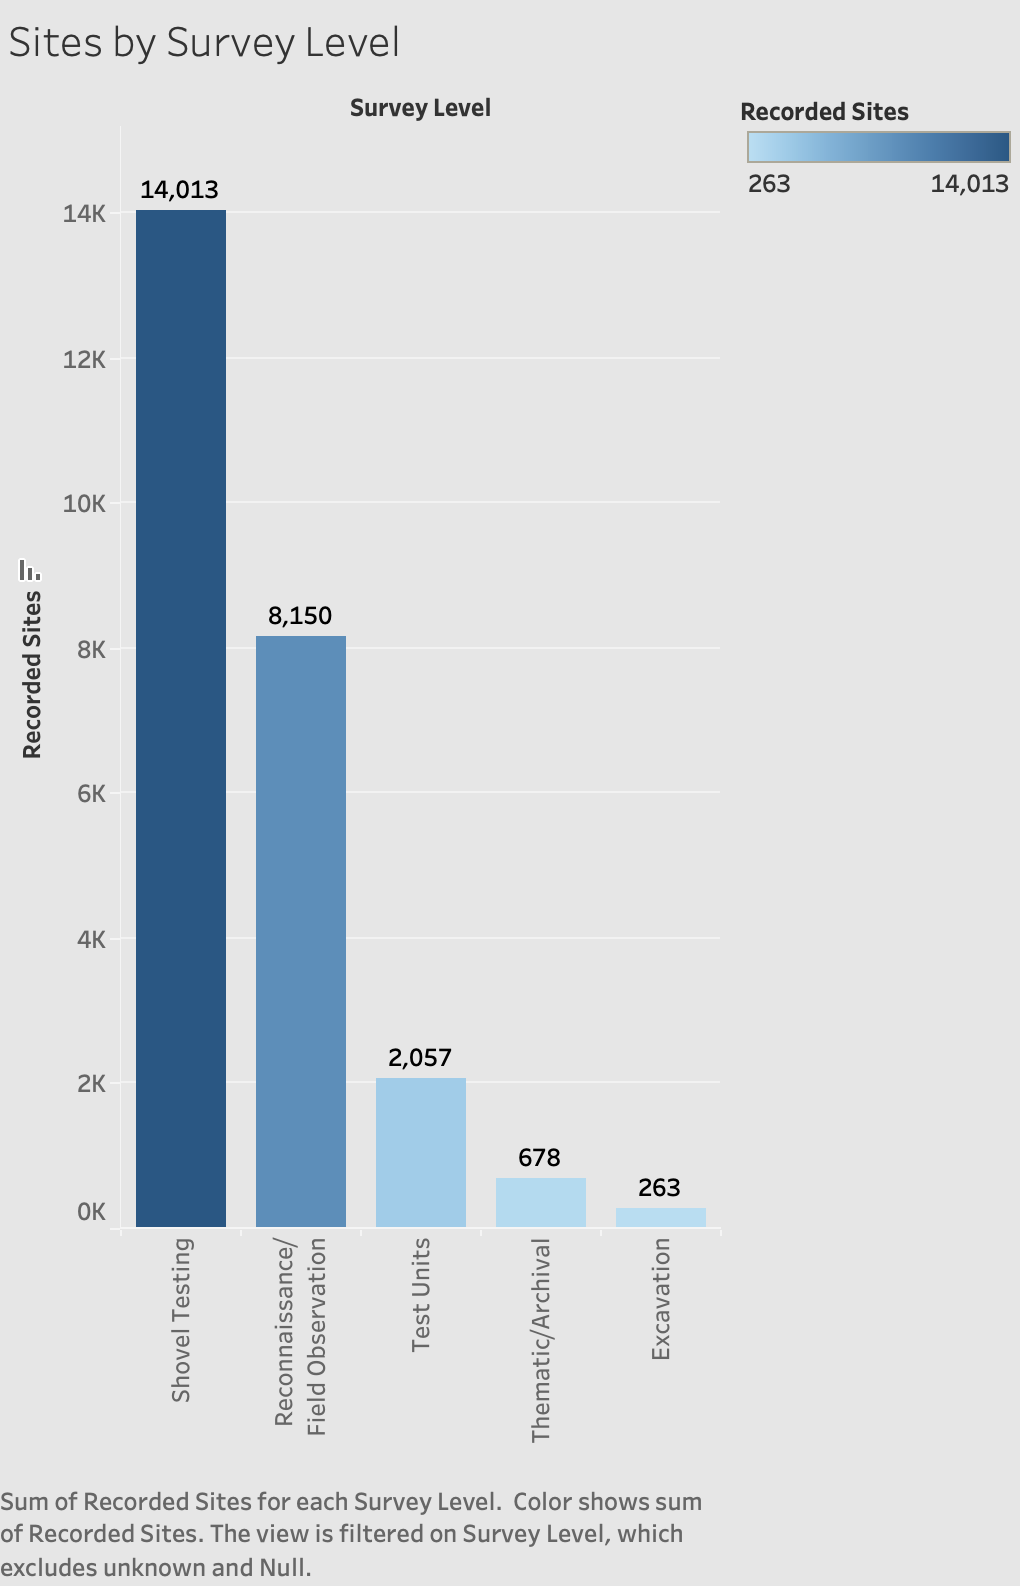 Sites by Survey Level
Survey Level
Recorded Sites
263 14,013
14,013
14K
12K
10K
8,150
8K
Recorded Sites
6K
4K
2,057
2K
678
263
0K
Shovel Testing
Reconnaissance/
Field Observation
Test Units
Thematic/Archival
Excavation
Sum of Recorded Sites for each Survey Level.  Color shows sum
of Recorded Sites. The view is filtered on Survey Level, which
excludes unknown and Null.